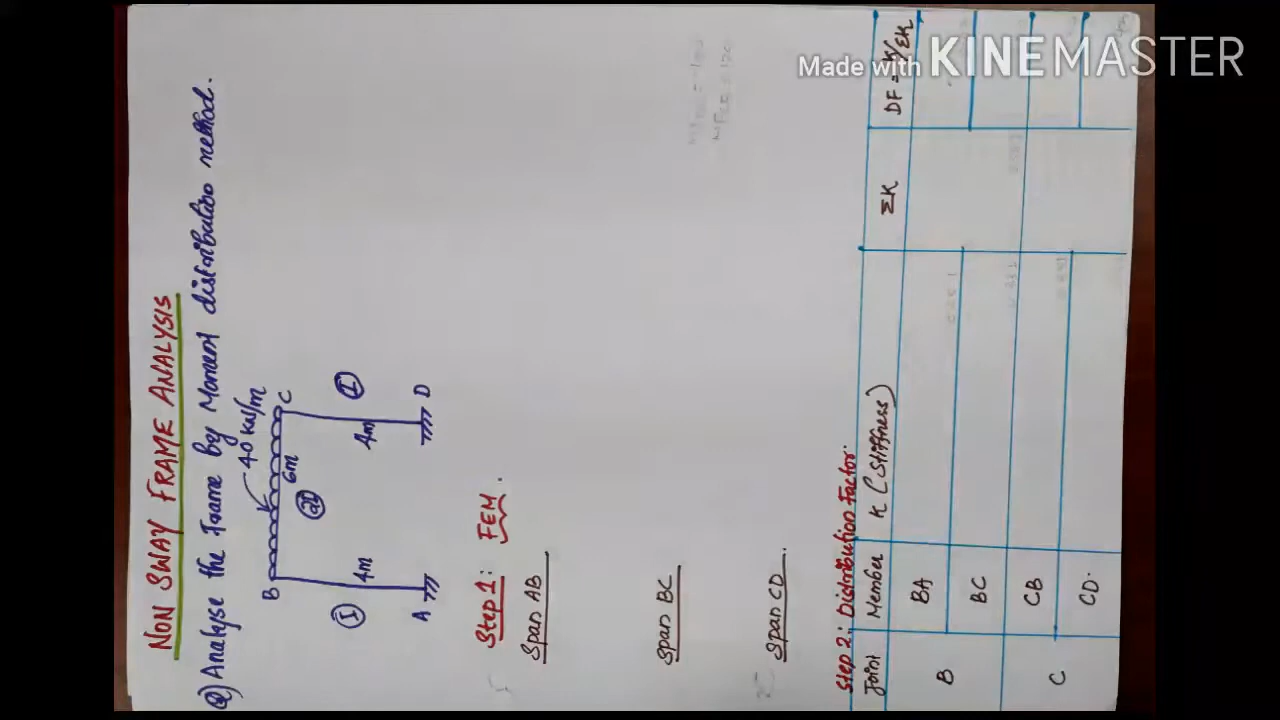 Made with KINEMASTER
NON SWAY FRAME ANALYSIS
Q) Analyse the Frame by Moment distribution method.
40 kN/m
B
C
6m
2I
I
4m
4m
I
A
D
Step 1: FEM.
Span AB
Span BC
Span CD.
Step 2: Distribution Factor.
Joint Member K (Stiffness) ΣK DF = K/ΣK
B BA
BC
C CB
CD.